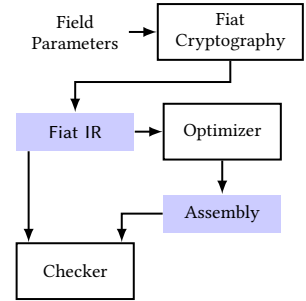 Field
Parameters
Fiat
Cryptography
Fiat IR
Optimizer
Assembly
Checker